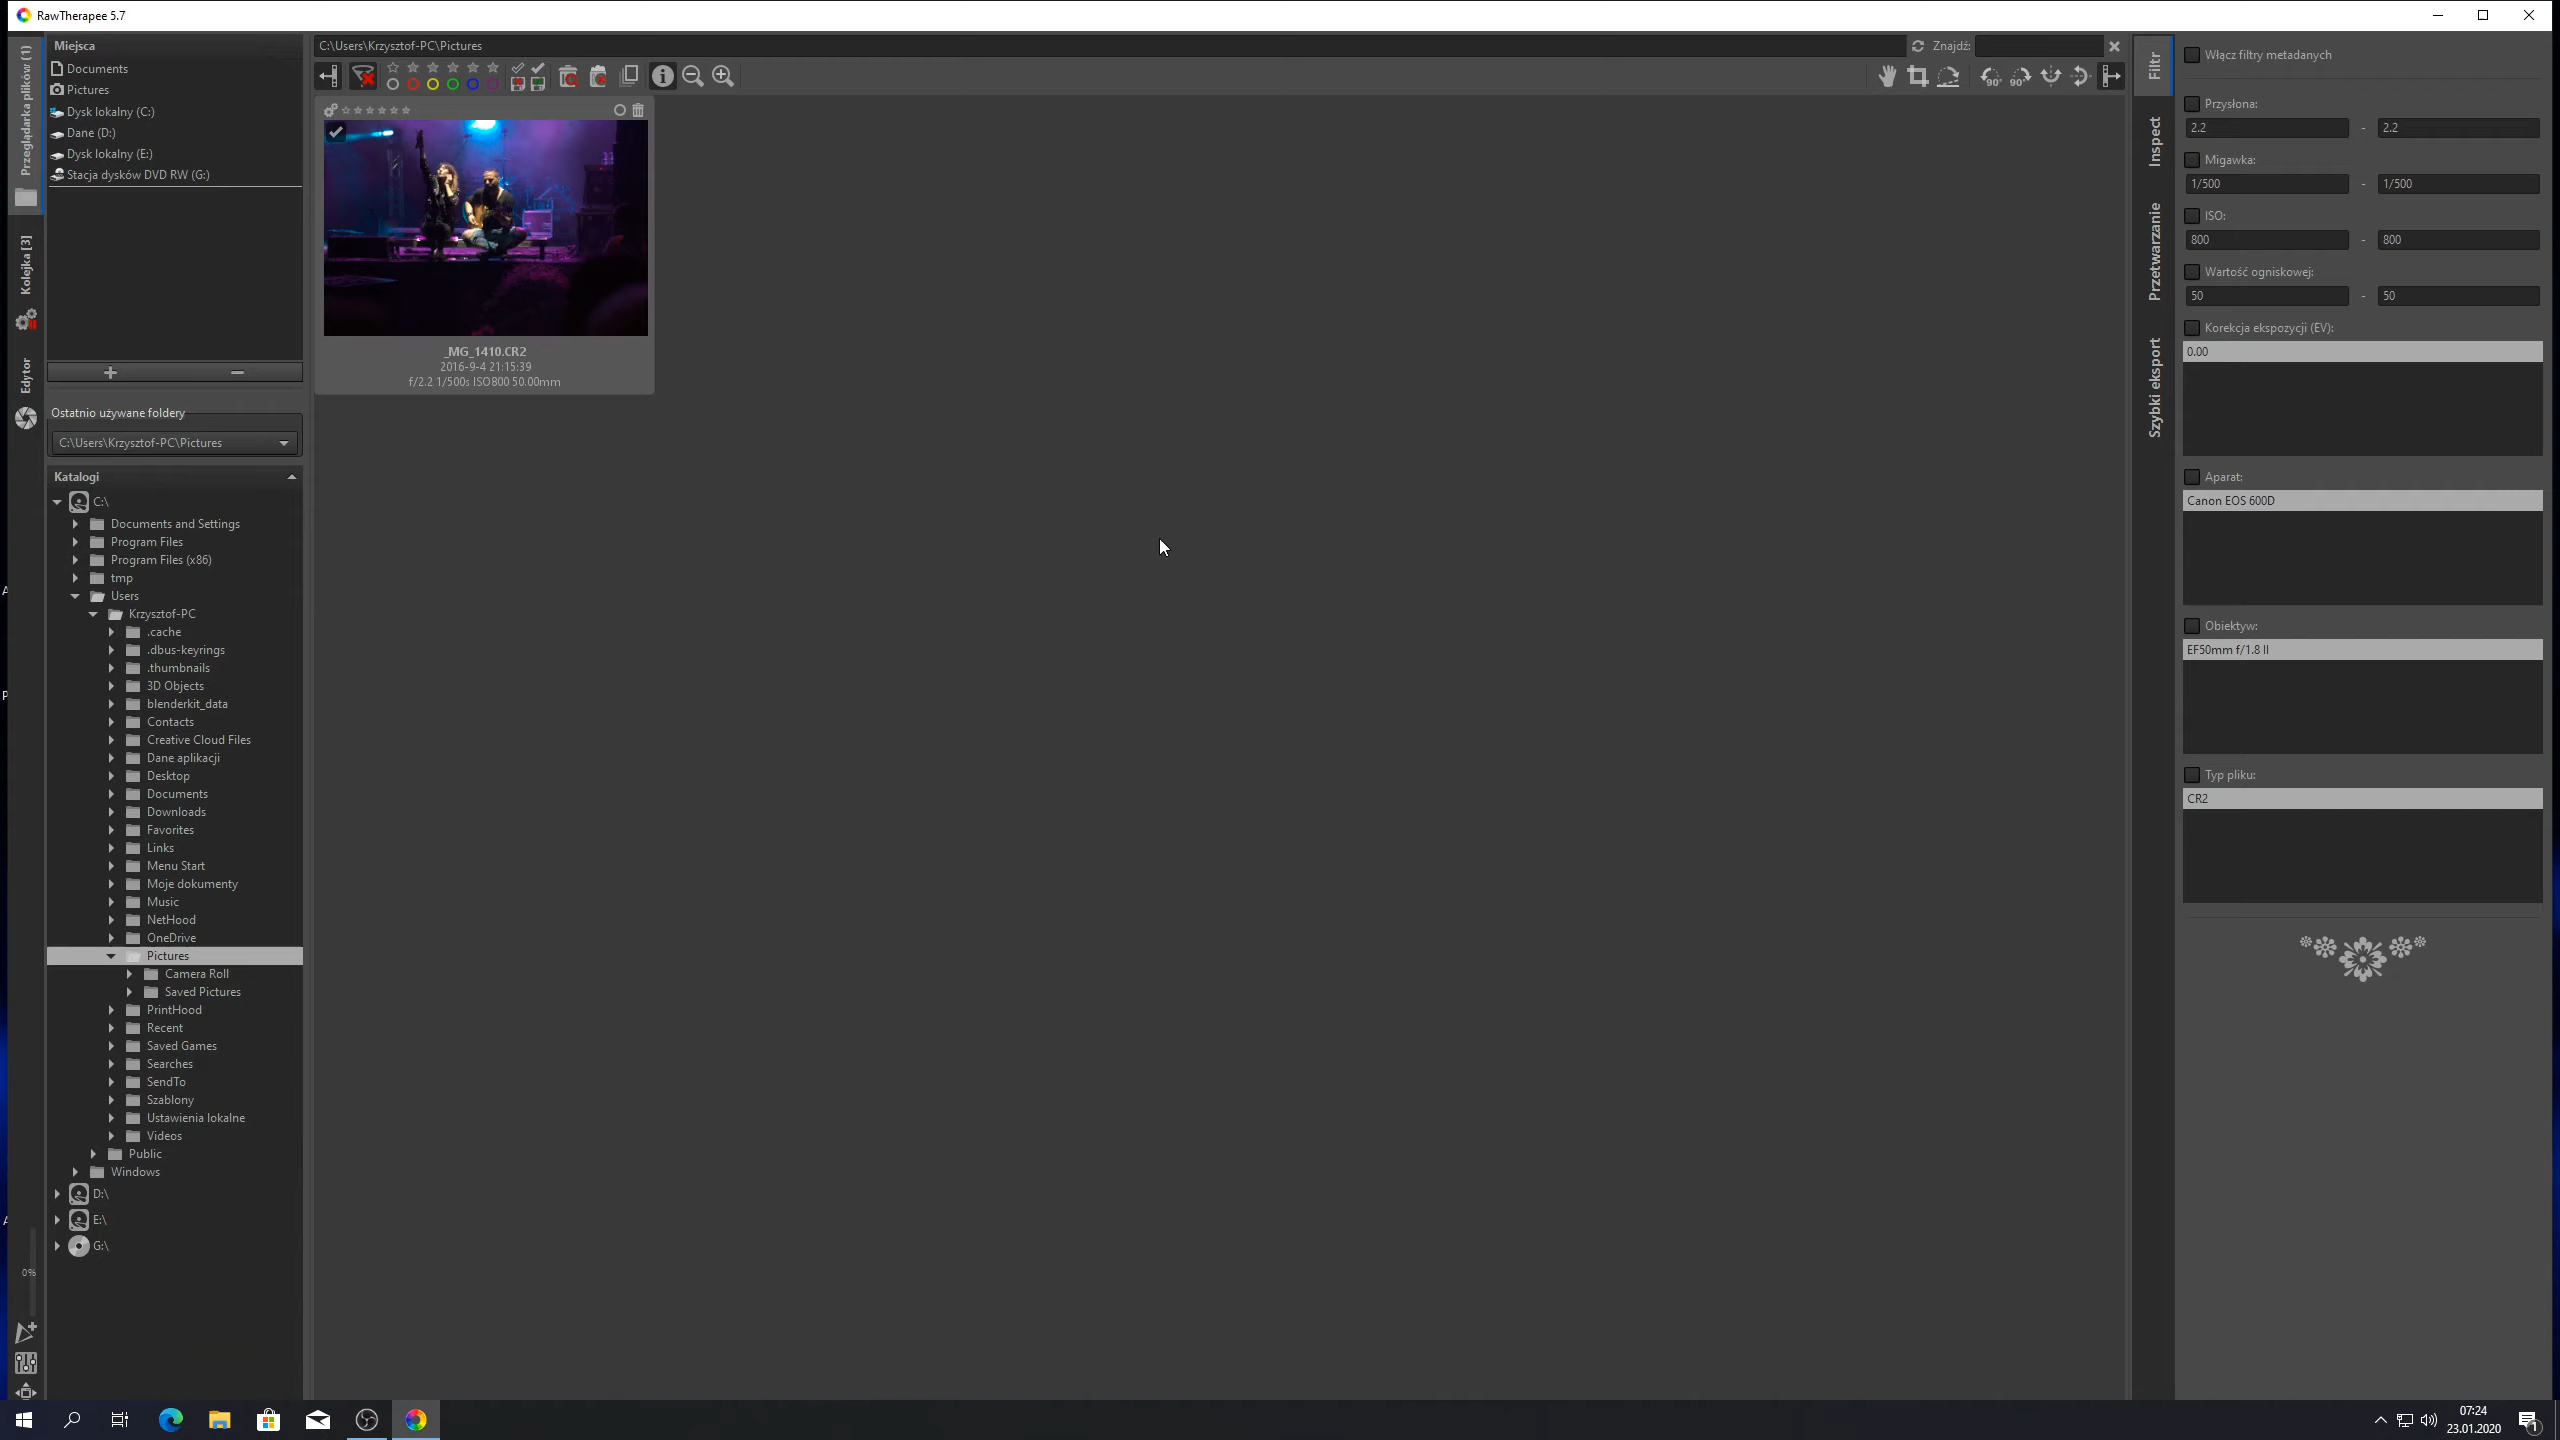 RawTherapee 5.7
Przeglądarka plików (1)
Kolejka [3]
Edytor
0%
Miejsca
Documents
Pictures
Dysk lokalny (C:)
Dane (D:)
Dysk lokalny (E:)
Stacja dysków DVD RW (G:)
Ostatnio używane foldery
C:\Users\Krzysztof-PC\Pictures
Katalogi
C:\
Documents and Settings
Program Files
Program Files (x86)
tmp
Users
Krzysztof-PC
.cache
.dbus-keyrings
.thumbnails
3D Objects
blenderkit_data
Contacts
Creative Cloud Files
Dane aplikacji
Desktop
Documents
Downloads
Favorites
Links
Menu Start
Moje dokumenty
Music
NetHood
OneDrive
Pictures
Camera Roll
Saved Pictures
PrintHood
Recent
Saved Games
Searches
SendTo
Szablony
Ustawienia lokalne
Videos
Public
Windows
D:\
E:\
G:\
C:\Users\Krzysztof-PC\Pictures
Znajdź:
90° 90°
_MG_1410.CR2
2016-9-4 21:15:39
f/2.2 1/500s ISO800 50.00mm
Filtr
Inspect
Przetwarzanie
Szybki eksport
Włącz filtry metadanych
Przysłona:
2.2 - 2.2
Migawka:
1/500 - 1/500
ISO:
800 - 800
Wartość ogniskowej:
50 - 50
Korekcja ekspozycji (EV):
0.00
Aparat:
Canon EOS 600D
Obiektyw:
EF50mm f/1.8 II
Typ pliku:
CR2
07:24
23.01.2020
1